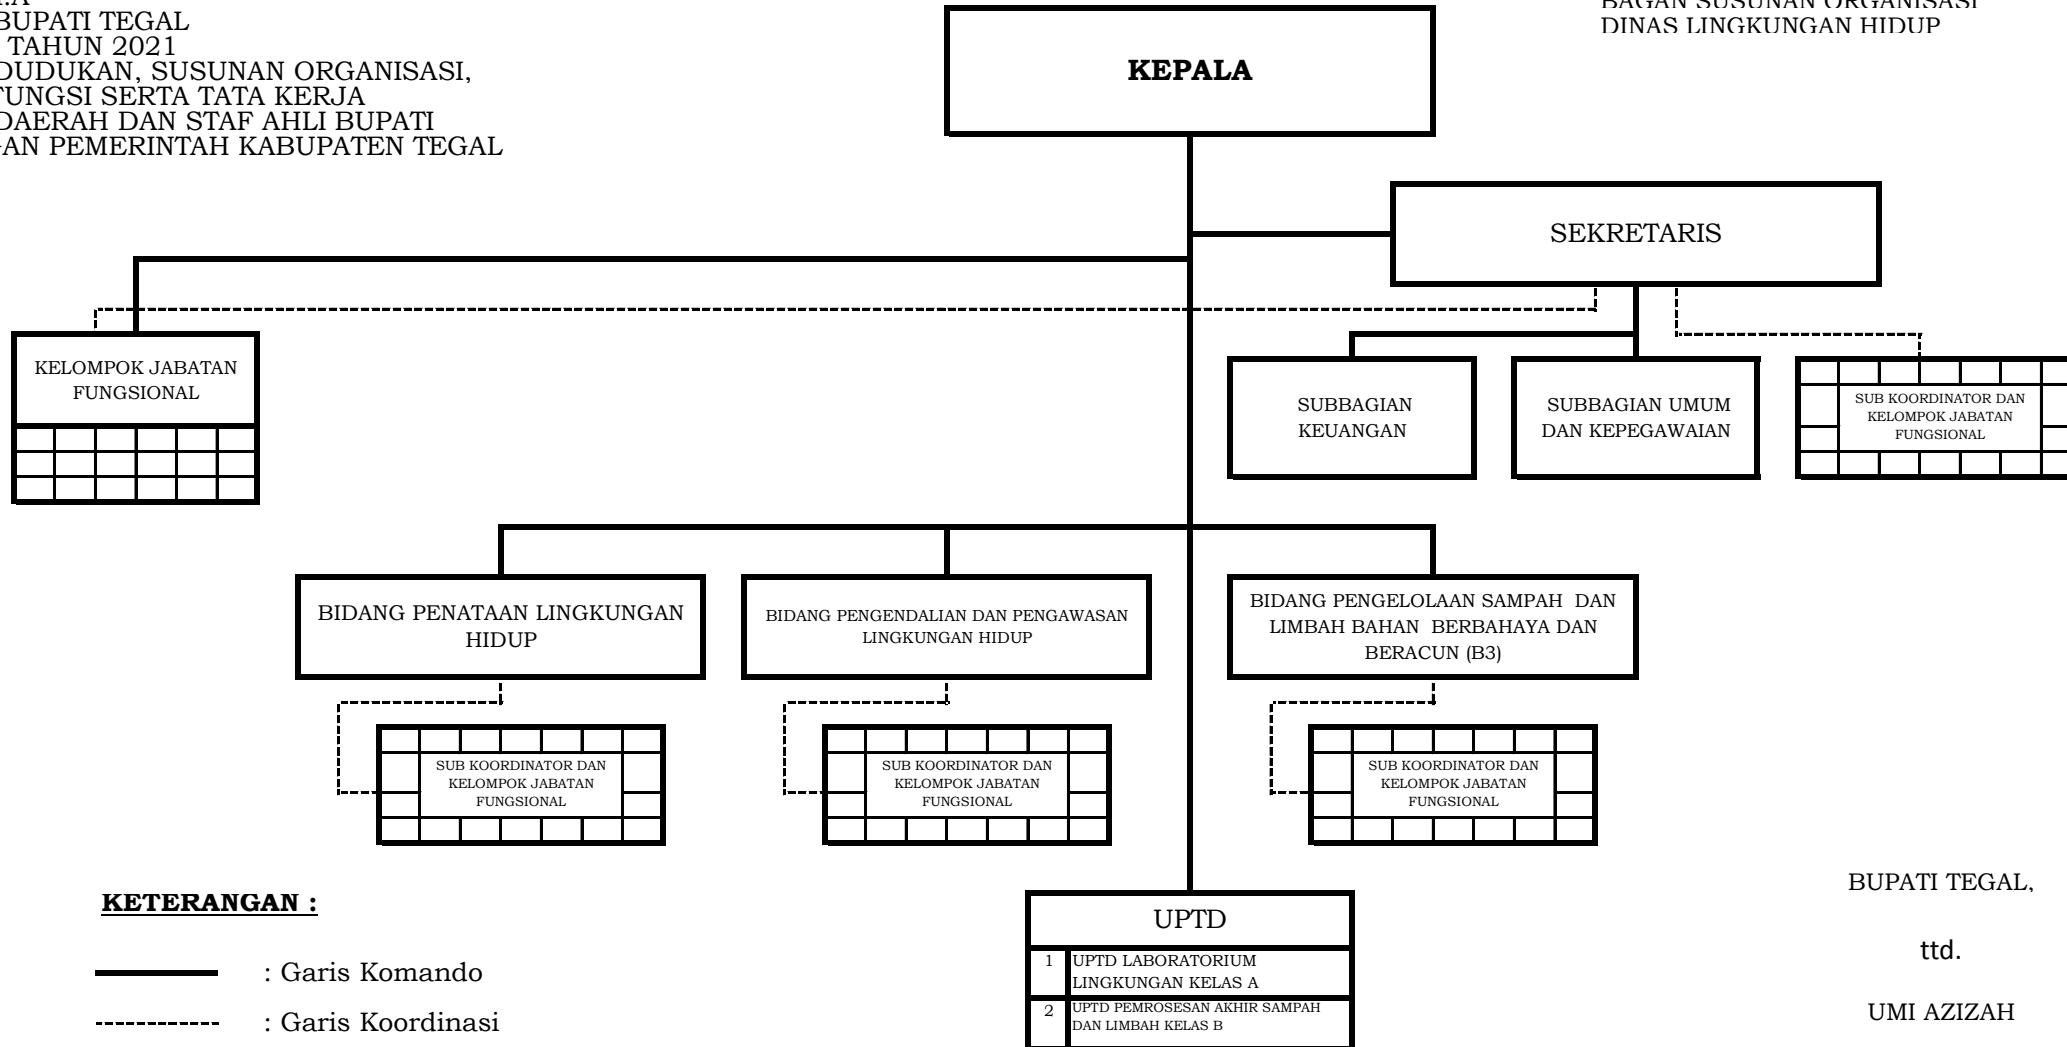 BUPATI TEGAL
TAHUN 2021
DUDUKAN, SUSUNAN ORGANISASI,
FUNGSI SERTA TATA KERJA
DAERAH DAN STAF AHLI BUPATI
GAN PEMERINTAH KABUPATEN TEGAL
BAGAN SUSUNAN ORGANISASI
DINAS LINGKUNGAN HIDUP
KEPALA
SEKRETARIS
KELOMPOK JABATAN
FUNGSIONAL
SUBBAGIAN
KEUANGAN
SUBBAGIAN UMUM
DAN KEPEGAWAIAN
SUB KOORDINATOR DAN
KELOMPOK JABATAN
FUNGSIONAL
BIDANG PENATAAN LINGKUNGAN
HIDUP
BIDANG PENGENDALIAN DAN PENGAWASAN
LINGKUNGAN HIDUP
BIDANG PENGELOLAAN SAMPAH DAN
LIMBAH BAHAN BERBAHAYA DAN
BERACUN (B3)
SUB KOORDINATOR DAN
KELOMPOK JABATAN
FUNGSIONAL
SUB KOORDINATOR DAN
KELOMPOK JABATAN
FUNGSIONAL
SUB KOORDINATOR DAN
KELOMPOK JABATAN
FUNGSIONAL
KETERANGAN :
: Garis Komando
: Garis Koordinasi
UPTD
1 UPTD LABORATORIUM
LINGKUNGAN KELAS A
2 UPTD PEMROSESAN AKHIR SAMPAH
DAN LIMBAH KELAS B
BUPATI TEGAL,
ttd.
UMI AZIZAH